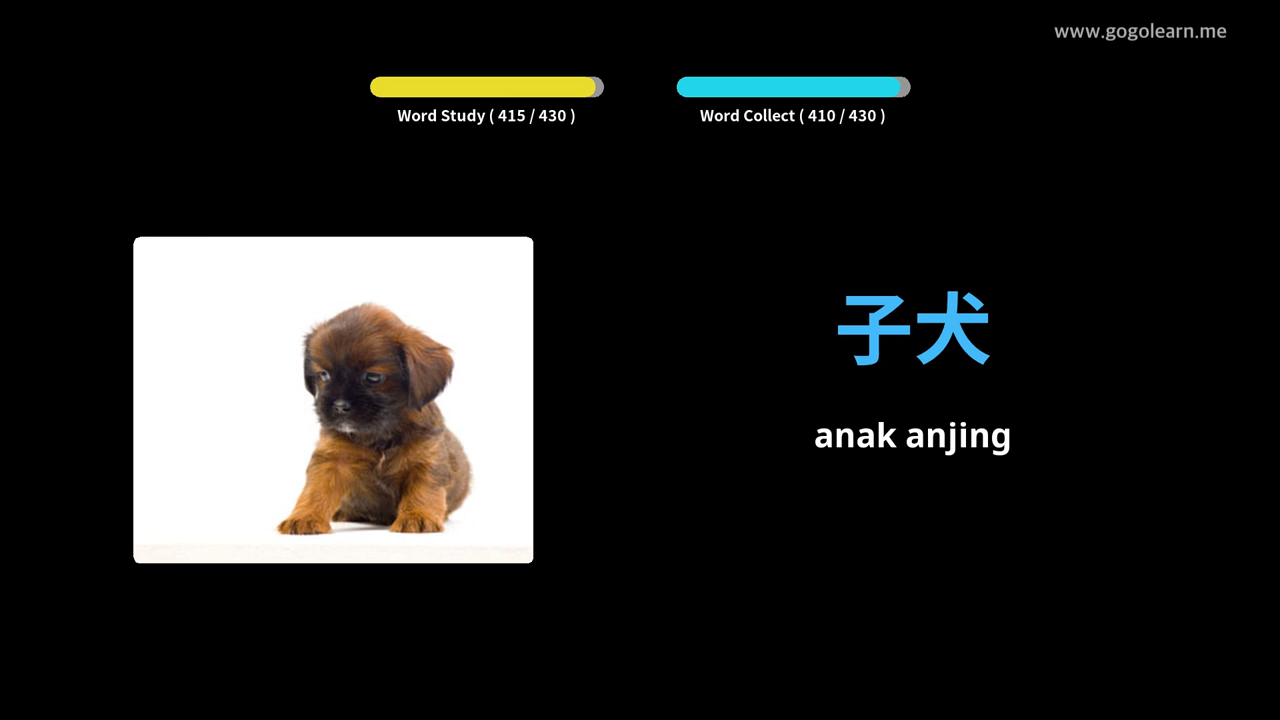 www.gogolearn.me
Word Study ( 415 / 430 )
Word Collect ( 410 / 430 )
子犬
anak anjing